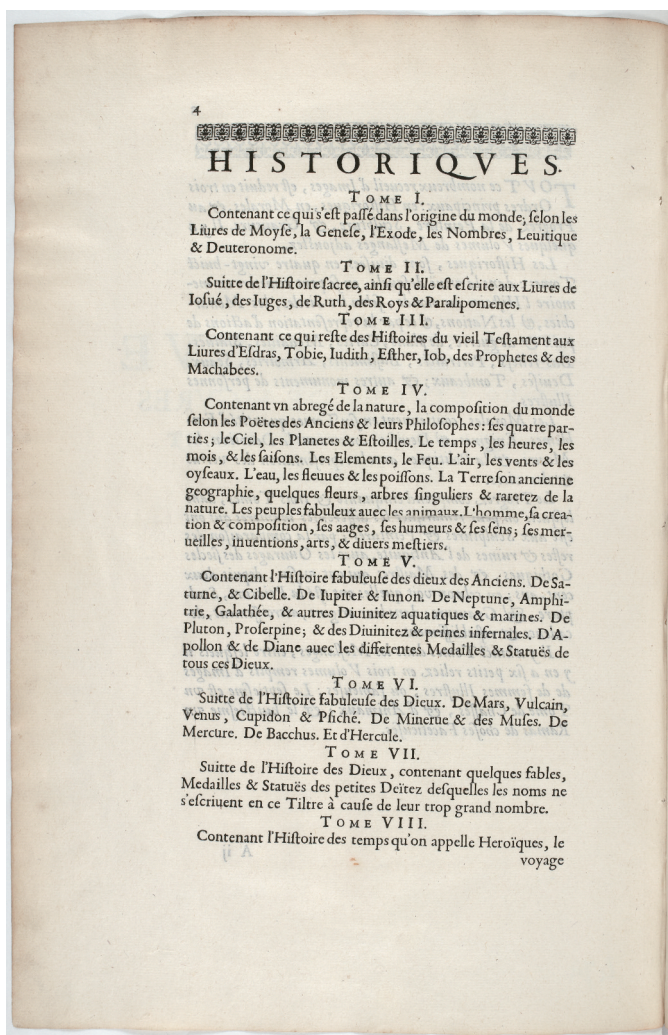 4
HISTORIQVES.
TOME I.
Contenant ce qui s'eſt paſſé dans l'origine du monde; ſelon les
Liures de Moyſe, la Geneſe, l'Exode, les Nombres, Leuitique
& Deuteronome.
TOME II.
Suitte de l'Hiſtoire ſacree, ainſi qu'elle eſt eſcrite aux Liures de
Ioſué, des Iuges, de Ruth, des Roys & Paralipomenes.
TOME III.
Contenant ce qui reſte des Hiſtoires du vieil Teſtament aux
Liures d'Eſdras, Tobie, Iudith, Eſther, Iob, des Prophetes & des
Machabées.
TOME IV.
Contenant vn abregé de la nature, la compoſition du monde
ſelon les Poëtes des Anciens & leurs Philoſophes: ſes quatre par-
ties; le Ciel, les Planetes & Eſtoilles. Le temps, les heures, les
mois, & les ſaiſons. Les Elements, le Feu. L'air, les vents & les
oyſeaux. L'eau, les fleuues & les poiſſons. La Terre ſon ancienne
geographie, quelques fleurs, arbres ſinguliers & raretez de la
nature. Les peuples fabuleux auec les animaux. L'homme, ſa crea-
tion & compoſition, ſes aages, ſes humeurs & ſes ſens; ſes mer-
ueilles, inuentions, arts, & diuers meſtiers.
TOME V.
Contenant l'Hiſtoire fabuleuſe des dieux des Anciens. De Sa-
turne, & Cibelle. De Iupiter & Iunon. De Neptune, Amphi-
trie, Galathée, & autres Diuinitez aquatiques & marines. De
Pluton, Proſerpine; & des Diuinitez & peines infernales. D'A-
pollon & de Diane auec les differentes Medailles & Statuës de
tous ces Dieux.
TOME VI.
Suitte de l'Hiſtoire fabuleuſe des Dieux. De Mars, Vulcain,
Venus, Cupidon & Pſiché. De Minerue & des Muſes. De
Mercure. De Bacchus. Et d'Hercule.
TOME VII.
Suitte de l'Hiſtoire des Dieux, contenant quelques fables,
Medailles & Statuës des petites Deïtez deſquelles les noms ne
s'eſcriuent en ce Tiltre à cauſe de leur trop grand nombre.
TOME VIII.
Contenant l'Hiſtoire des temps qu'on appelle Heroïques, le
voyage